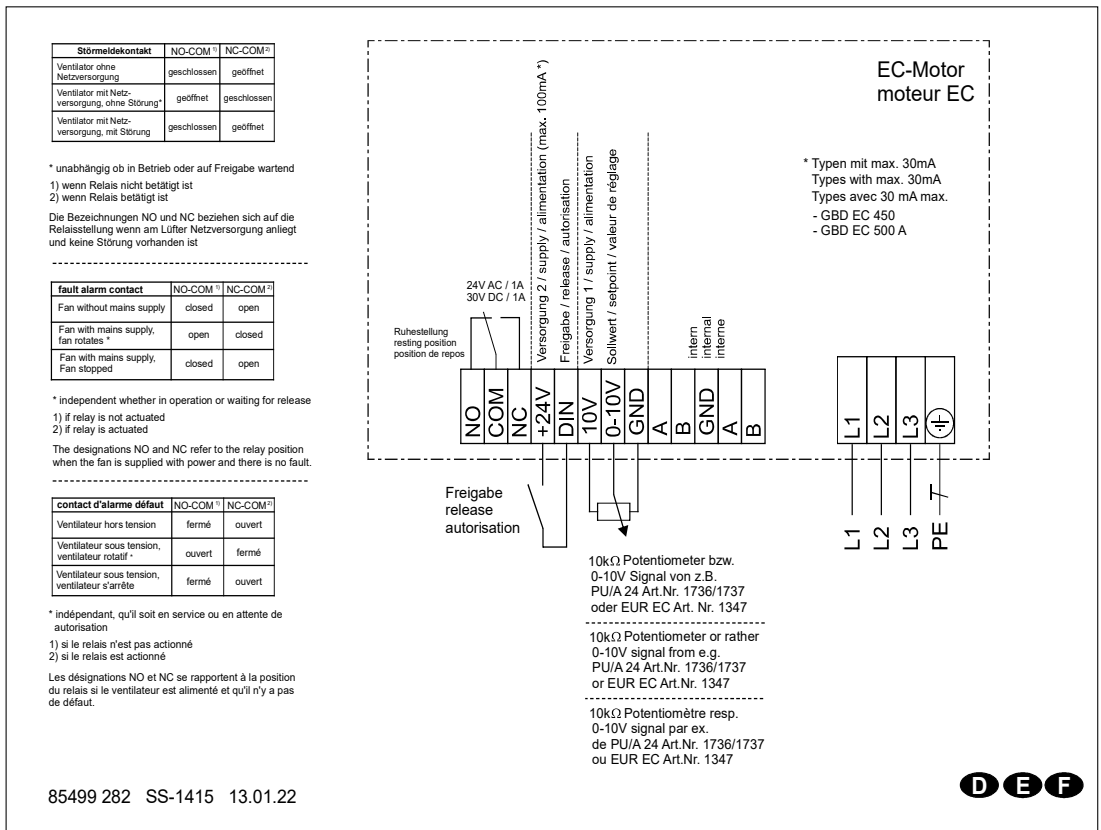 Störmeldekontakt NO-COM 1) NC-COM 2)
Ventilator ohne
Netzversorgung geschlossen geöffnet
Ventilator mit Netz-
versorgung, ohne Störung* geöffnet geschlossen
Ventilator mit Netz-
versorgung, mit Störung geschlossen geöffnet
* unabhängig ob in Betrieb oder auf Freigabe wartend
1) wenn Relais nicht betätigt ist
2) wenn Relais betätigt ist
Die Bezeichnungen NO und NC beziehen sich auf die
Relaisstellung wenn am Lüfter Netzversorgung anliegt
und keine Störung vorhanden ist
fault alarm contact NO-COM 1) NC-COM 2)
Fan without mains supply closed open
Fan with mains supply,
fan rotates * open closed
Fan with mains supply,
Fan stopped closed open
* independent whether in operation or waiting for release
1) if relay is not actuated
2) if relay is actuated
The designations NO and NC refer to the relay position
when the fan is supplied with power and there is no fault.
contact d'alarme défaut NO-COM 1) NC-COM 2)
Ventilateur hors tension fermé ouvert
Ventilateur sous tension,
ventilateur rotatif * ouvert fermé
Ventilateur sous tension,
ventilateur s'arrête fermé ouvert
* indépendant, qu'il soit en service ou en attente de
autorisation
1) si le relais n'est pas actionné
2) si le relais est actionné
Les désignations NO et NC se rapportent à la position
du relais si le ventilateur est alimenté et qu'il n'y a pas
de défaut.
85499 282 SS-1415 13.01.22
EC-Motor
moteur EC
* Typen mit max. 30mA
Types with max. 30mA
Types avec 30 mA max.
- GBD EC 450
- GBD EC 500 A
24V AC / 1A
30V DC / 1A
Ruhestellung
resting position
position de repos
Versorgung 2 / supply / alimentation (max. 100mA *)
Freigabe / release / autorisation
Versorgung 1 / supply / alimentation
Sollwert / setpoint / valeur de réglage
intern
internal
interne
NO
COM
NC
+24V
DIN
10V
0-10V
GND
A
B
GND
A
B
L1
L2
L3
L1
L2
L3
PE
Freigabe
release
autorisation
10kΩ Potentiometer bzw.
0-10V Signal von z.B.
PU/A 24 Art.Nr. 1736/1737
oder EUR EC Art. Nr. 1347
10kΩ Potentiometer or rather
0-10V signal from e.g.
PU/A 24 Art.Nr. 1736/1737
or EUR EC Art.Nr. 1347
10kΩ Potentiomètre resp.
0-10V signal par ex.
de PU/A 24 Art.Nr. 1736/1737
ou EUR EC Art.Nr. 1347
D E F